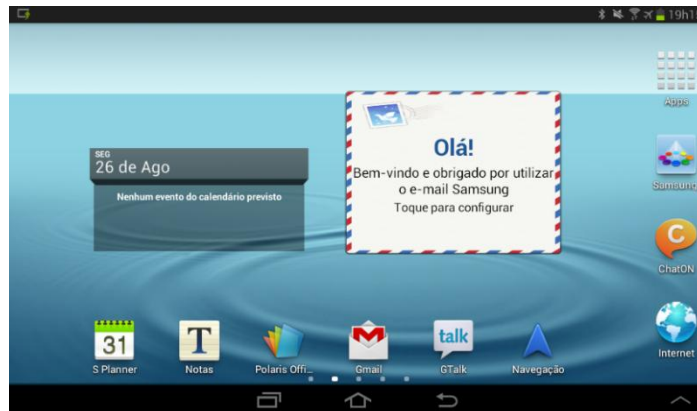 19h1
Apps
SEG
26 de Ago
Nenhum evento do calendário previsto
Olá!
Bem-vindo e obrigado por utilizar
o e-mail Samsung
Toque para configurar
Samsung
C
ChatON
31
S Planner
T
Notas
Polaris Offi...
Gmail
talk
GTalk
Navegação
Internet